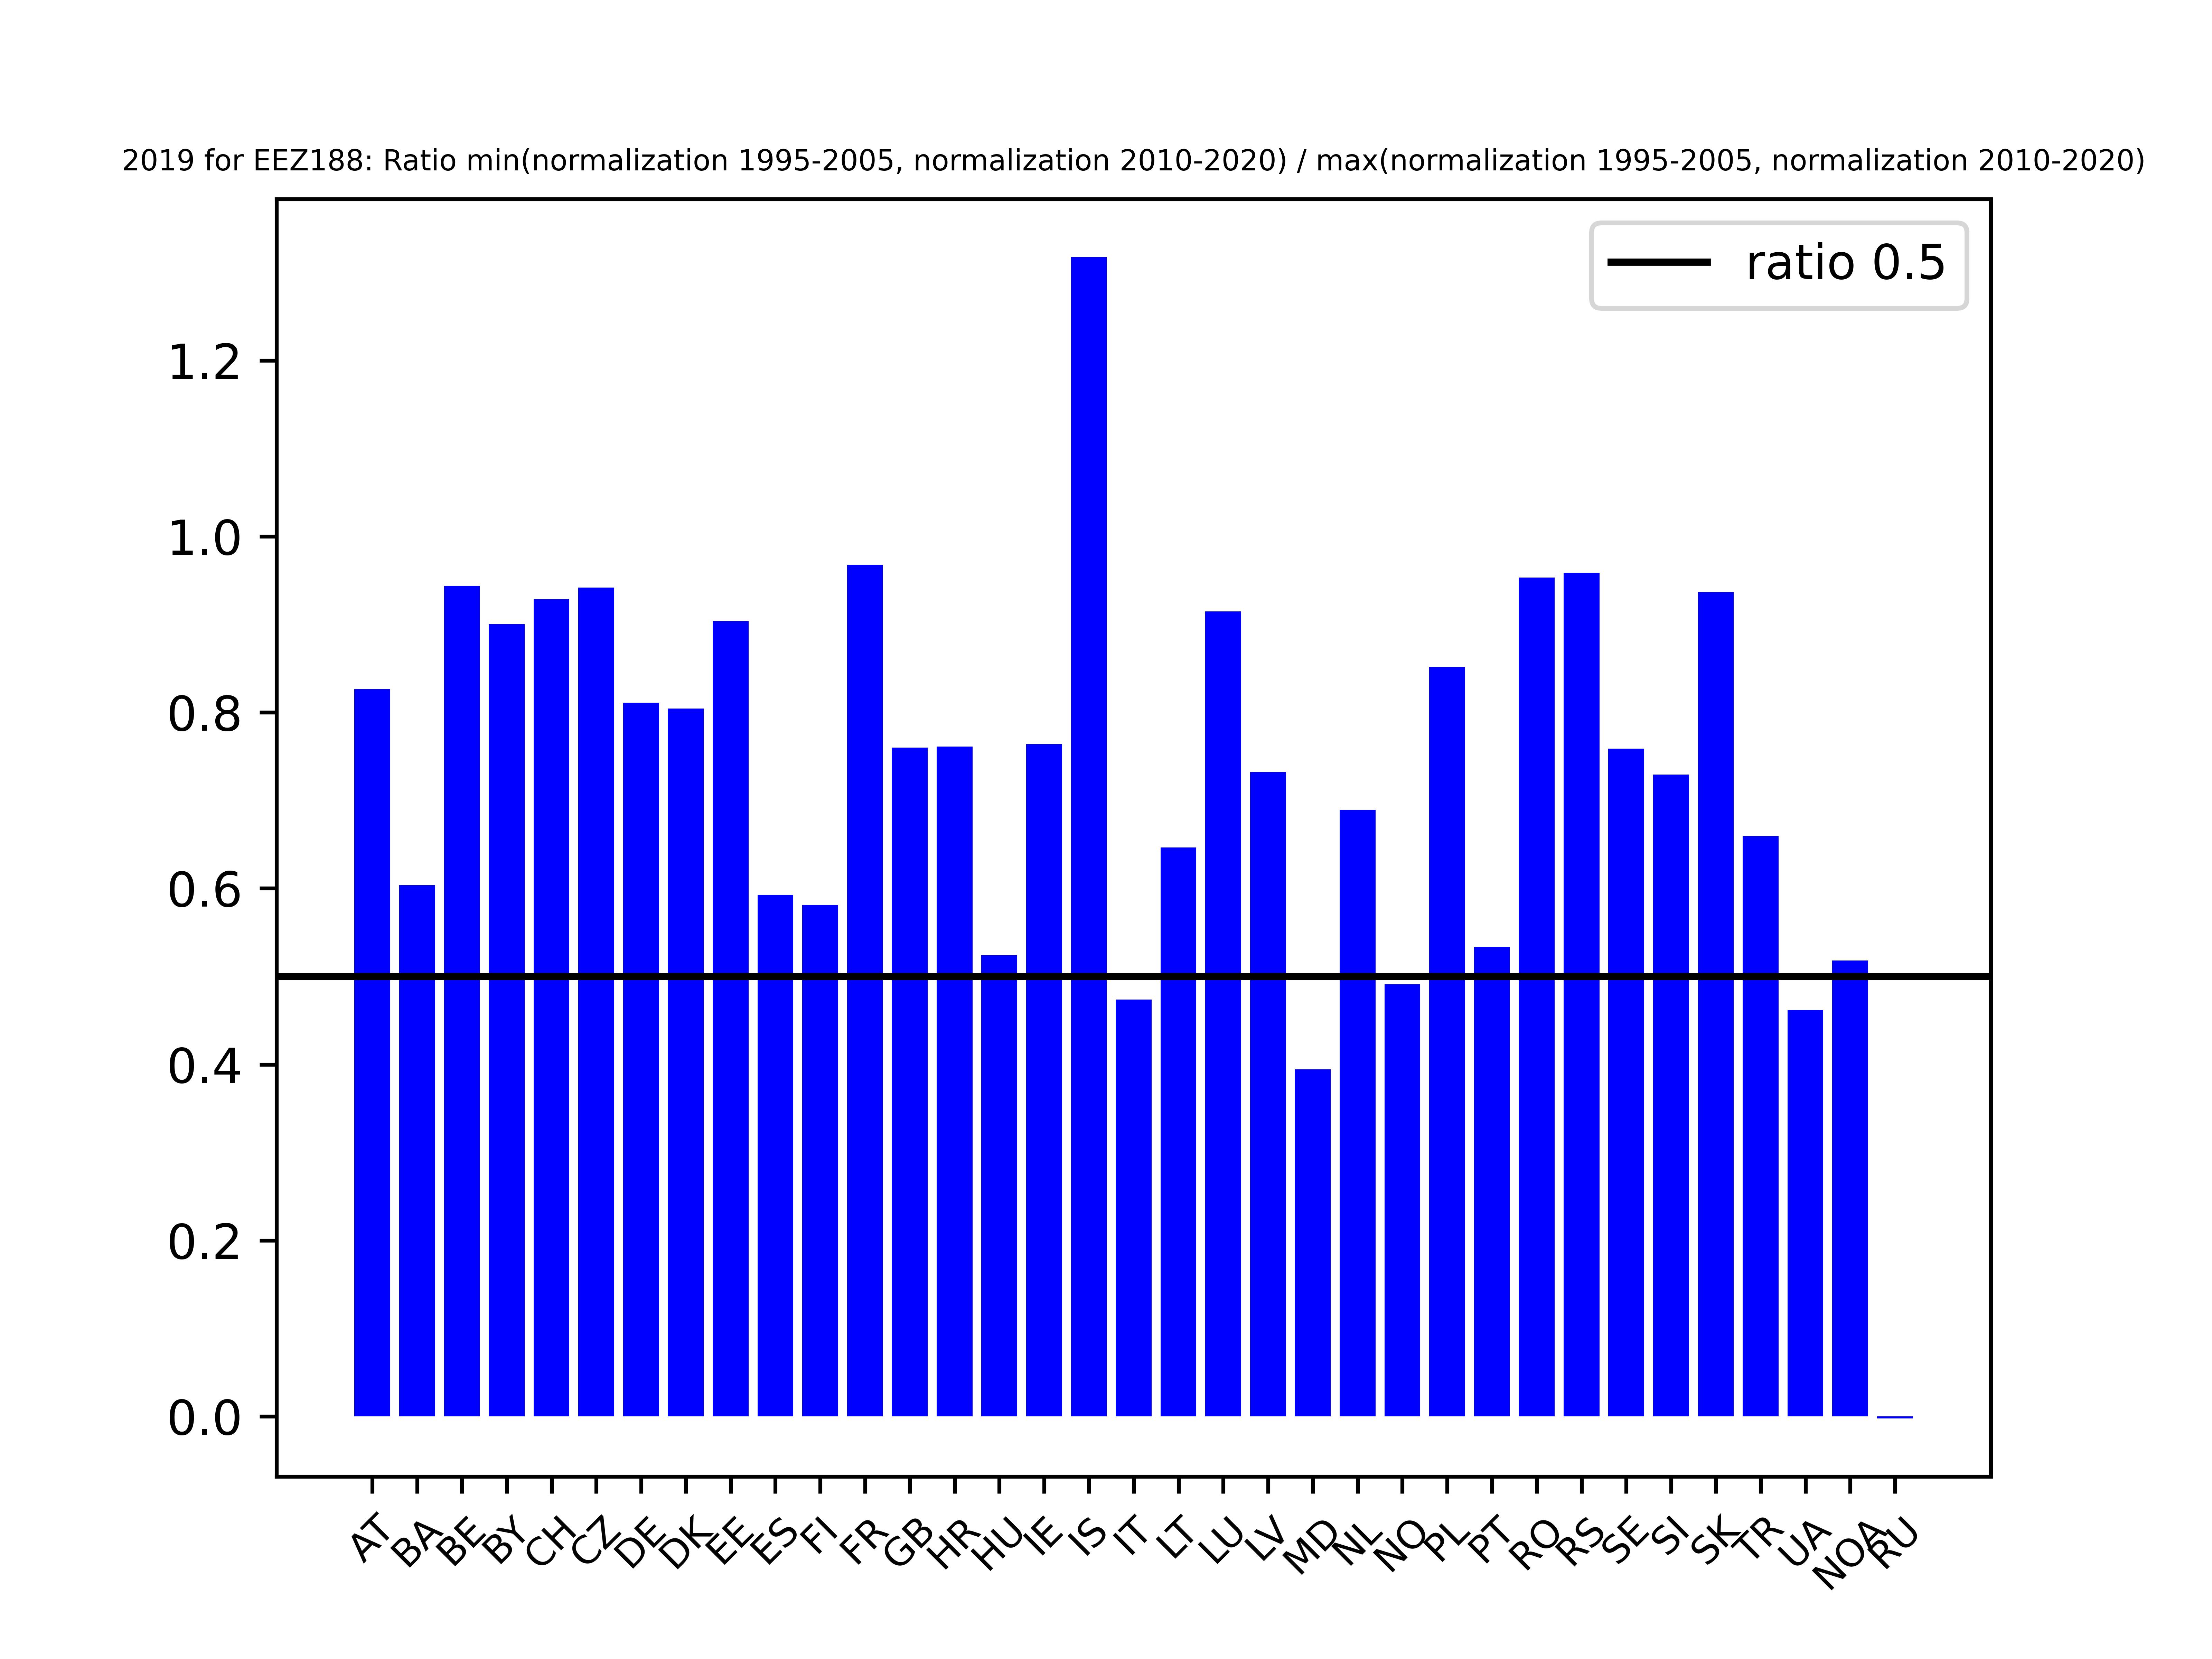 2019 for EEZ188: Ratio min(normalization 1995-2005, normalization 2010-2020) / max(normalization 1995-2005, normalization 2010-2020)
ratio 0.5
1.2
1.0
0.8
0.6
0.4
0.2
0.0
AT BA BE BY CH CZ DE DK EE ES FI FR GB HR HU IE IS IT LT LU LV MD NL NO PL PT RO RS SE SI SK TR UA NOA RU